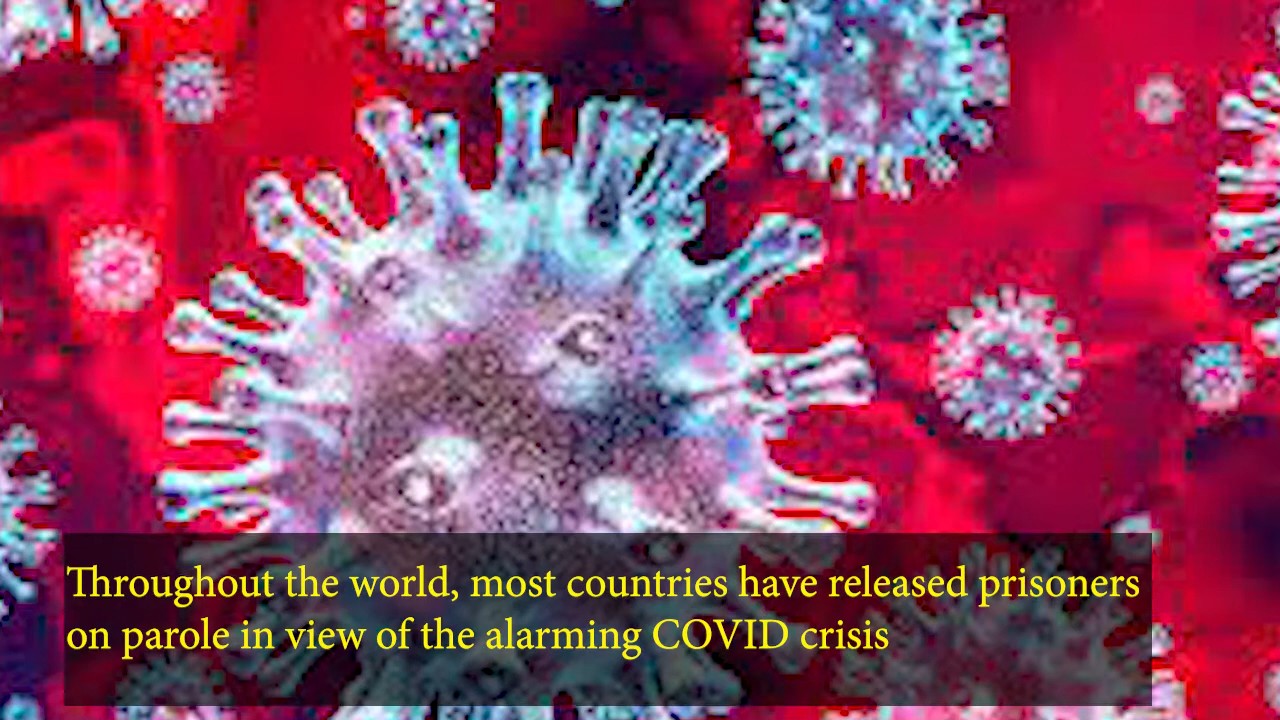 Throughout the world, most countries have released prisoners
on parole in view of the alarming COVID crisis